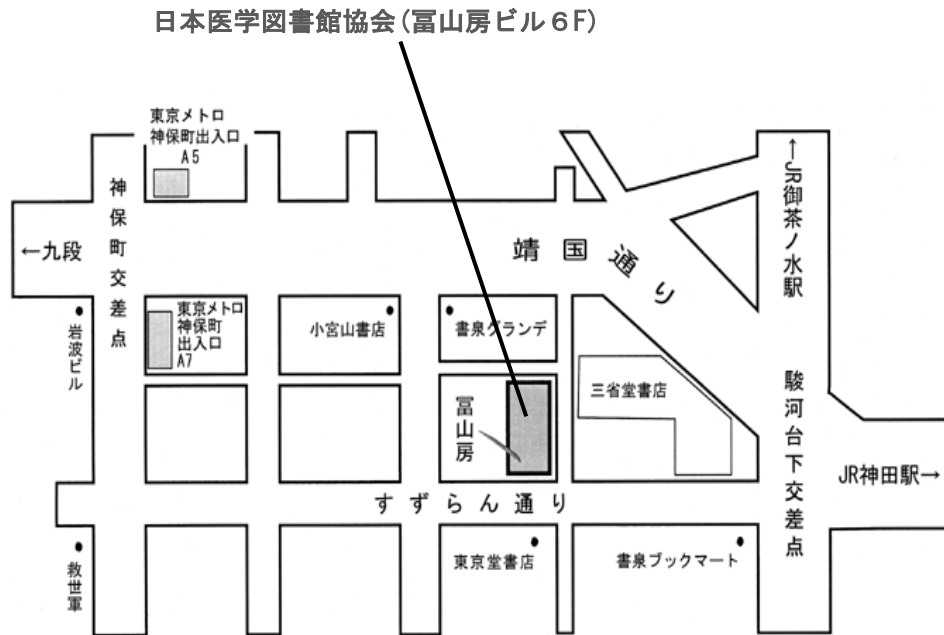 日本医学図書館協会(冨山房ビル6F)
東京メトロ
神保町出入口
A5
神保町交差点
←JR御茶ノ水駅
←九段
靖国通り
東京メトロ
神保町
出入口
A7
小宮山書店
書泉グランデ
岩波ビル
三省堂書店
駿河台下交差点
冨山房
JR神田駅→
すずらん通り
東京堂書店
書泉ブックマート
救世軍